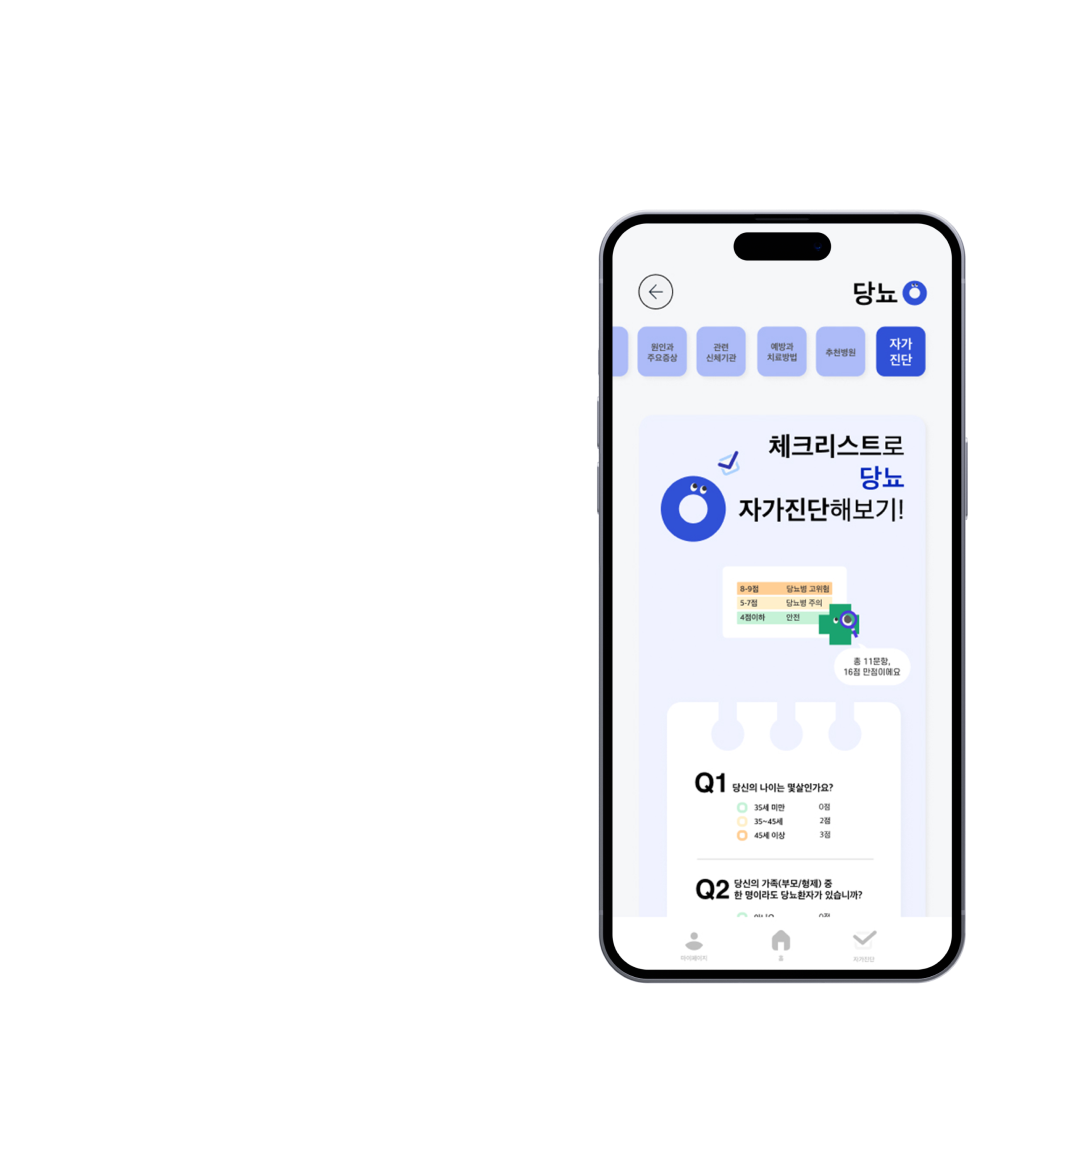 당뇨
원인과
주요증상
관련
신체기관
예방과
치료방법
추천병원
자가
진단
체크리스트로
당뇨
자가진단해보기!
8-9점 당뇨병 고위험
5-7점 당뇨병 주의
4점이하 안전
총 11문항,
16점 만점이에요
Q1 당신의 나이는 몇살인가요?
35세 미만 0점
35~45세 2점
45세 이상 3점
Q2 당신의 가족(부모/형제) 중
한 명이라도 당뇨환자가 있습니까?
아니오 0점
마이페이지
홈
자가진단